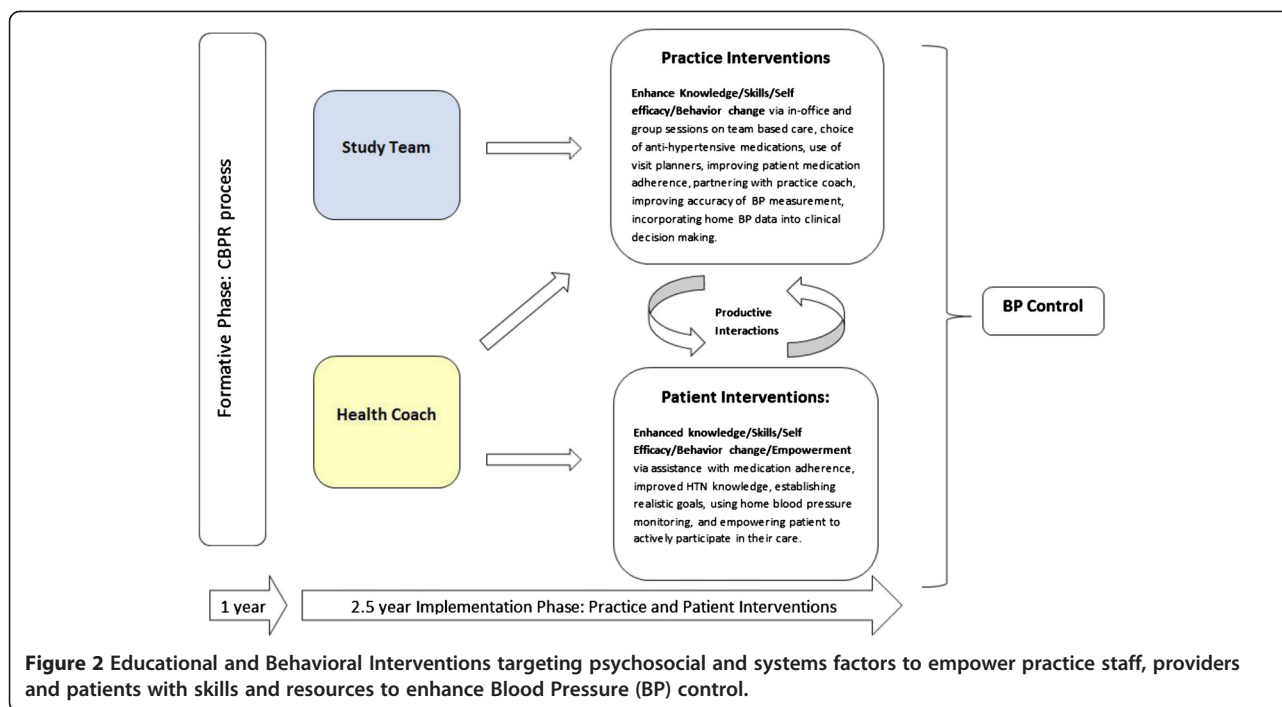 Formative Phase: CBPR process
Study Team
Health Coach
Practice Interventions
Enhance Knowledge/Skills/Self
efficacy/Behavior change via in-office and
group sessions on team based care, choice
of anti-hypertensive medications, use of
visit planners, improving patient medication
adherence, partnering with practice coach,
improving accuracy of BP measurement,
incorporating home BP data into clinical
decision making.
Productive
Interactions
Patient Interventions:
Enhanced knowledge/Skills/Self
Efficacy/Behavior change/Empowerment
via assistance with medication adherence,
improved HTN knowledge, establishing
realistic goals, using home blood pressure
monitoring, and empowering patient to
actively participate in their care.
BP Control
1 year
2.5 year Implementation Phase: Practice and Patient Interventions
Figure 2 Educational and Behavioral Interventions targeting psychosocial and systems factors to empower practice staff, providers
and patients with skills and resources to enhance Blood Pressure (BP) control.